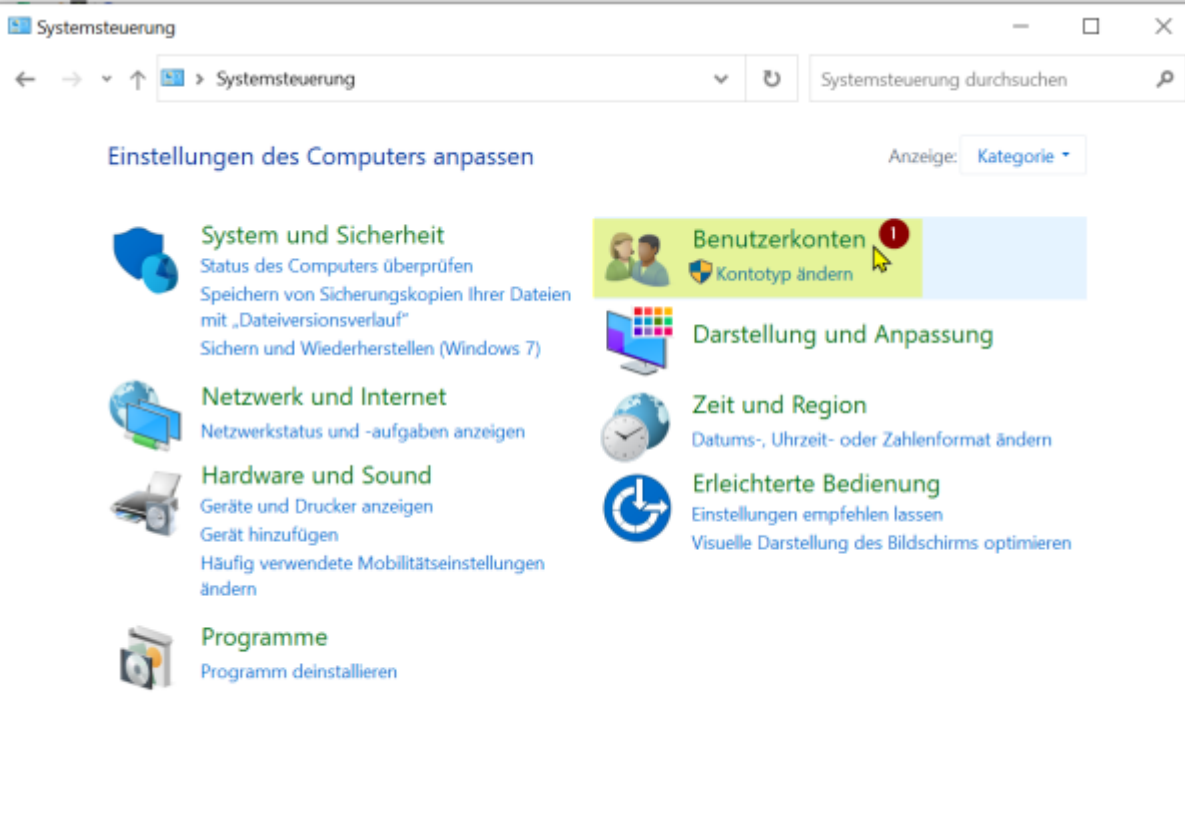 Systemsteuerung
Systemsteuerung
Systemsteuerung durchsuchen
Einstellungen des Computers anpassen
Anzeige: Kategorie
System und Sicherheit
Status des Computers überprüfen
Speichern von Sicherungskopien Ihrer Dateien
mit „Dateiversionsverlauf“
Sichern und Wiederherstellen (Windows 7)
Netzwerk und Internet
Netzwerkstatus und -aufgaben anzeigen
Hardware und Sound
Geräte und Drucker anzeigen
Gerät hinzufügen
Häufig verwendete Mobilitätseinstellungen
ändern
Programme
Programm deinstallieren
Benutzerkonten 1
Kontotyp ändern
Darstellung und Anpassung
Zeit und Region
Datums-, Uhrzeit- oder Zahlenformat ändern
Erleichterte Bedienung
Einstellungen empfehlen lassen
Visuelle Darstellung des Bildschirms optimieren